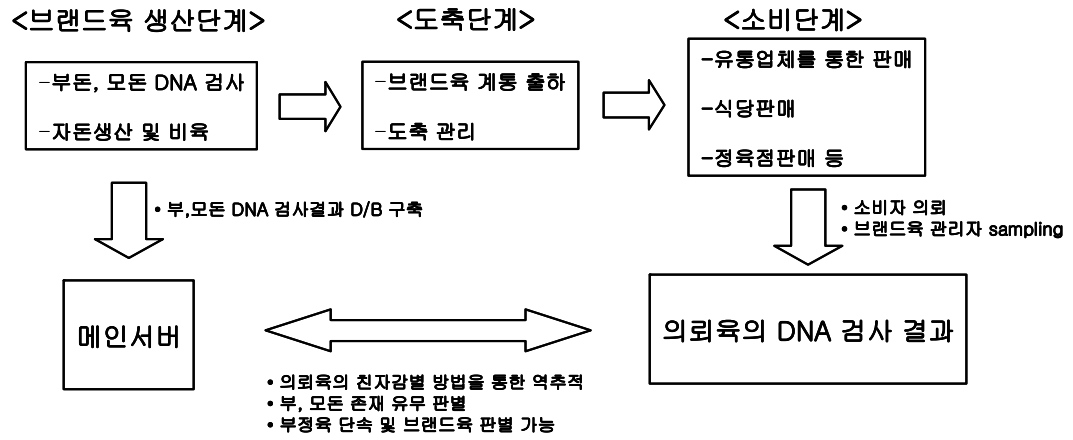 <브랜드육 생산단계>
<도축단계>
<소비단계>
-부돈, 모돈 DNA 검사
-자돈생산 및 비육
-브랜드육 계통 출하
-도축 관리
-유통업체를 통한 판매
-식당판매
-정육점판매 등
• 부,모돈 DNA 검사결과 D/B 구축
• 소비자 의뢰
• 브랜드육 관리자 sampling
메인서버
의뢰육의 DNA 검사 결과
• 의뢰육의 친자감별 방법을 통한 역추적
• 부, 모돈 존재 유무 판별
• 부정육 단속 및 브랜드육 판별 가능